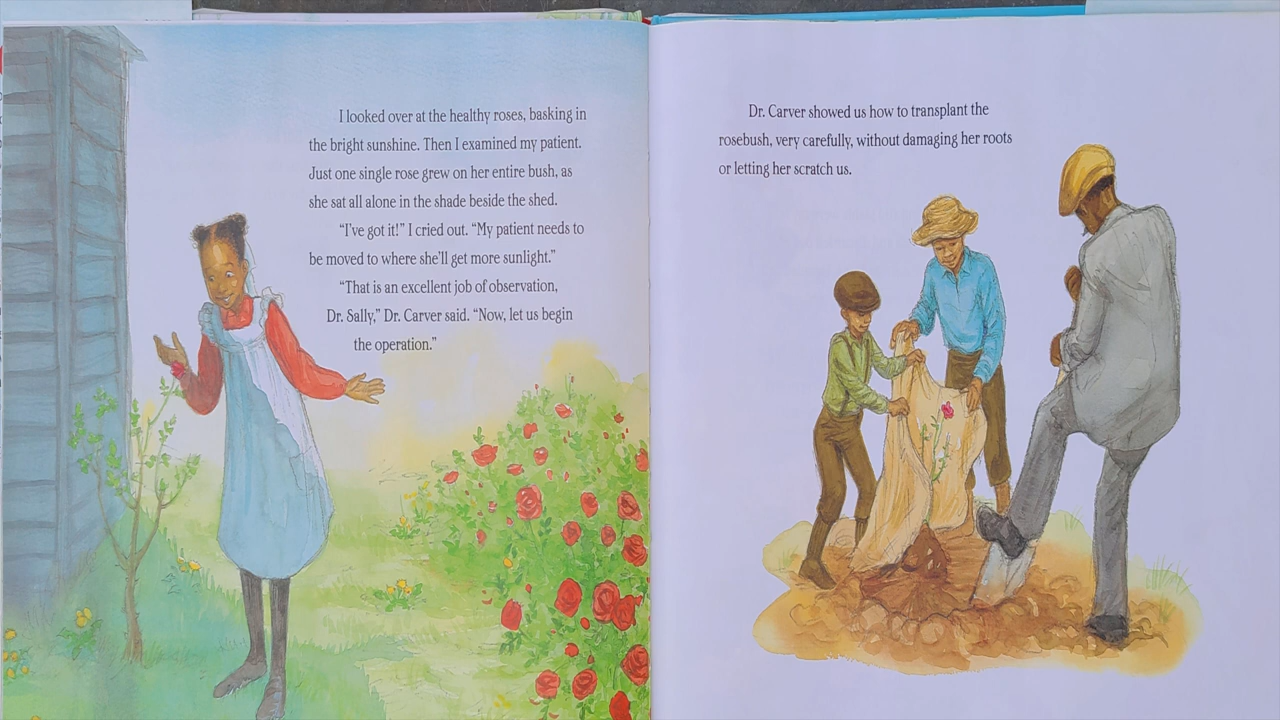 I looked over at the healthy roses, basking in
the bright sunshine. Then I examined my patient.
Just one single rose grew on her entire bush, as
she sat all alone in the shade beside the shed.
“I’ve got it!” I cried out. “My patient needs to
be moved to where she’ll get more sunlight.”
“That is an excellent job of observation,
Dr. Sally,” Dr. Carver said. “Now, let us begin
the operation.”
Dr. Carver showed us how to transplant the
rosebush, very carefully, without damaging her roots
or letting her scratch us.